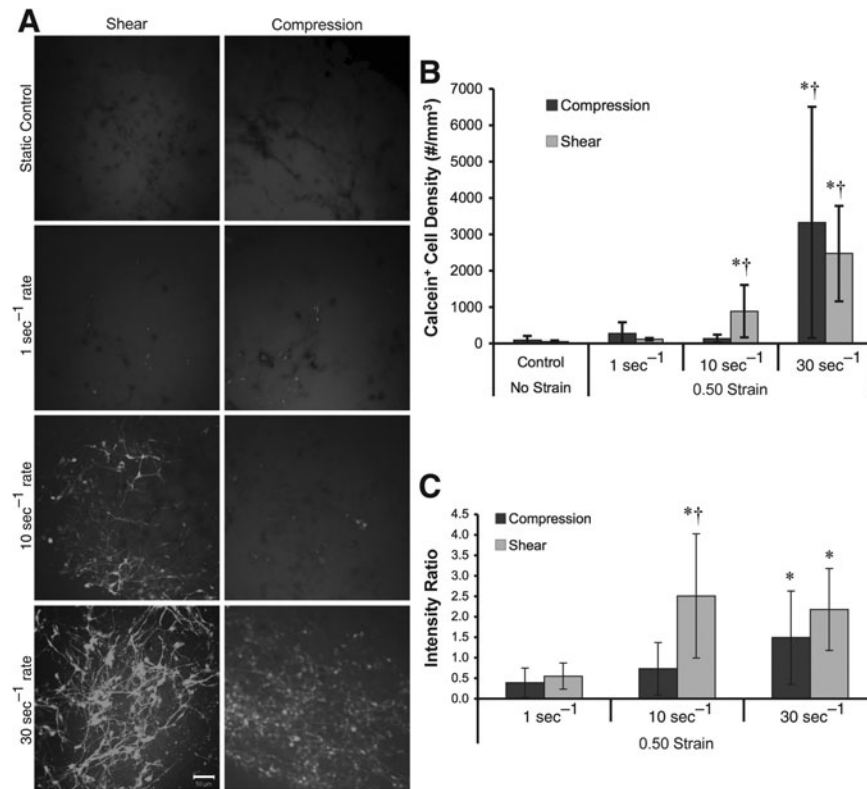 A
Shear
Compression
Static Control
1 sec⁻¹ rate
10 sec⁻¹ rate
30 sec⁻¹ rate
50 µm
B
Calcein⁺ Cell Density (#/mm³)
7000
6000
5000
4000
3000
2000
1000
0
Compression
Shear
*†
*†
*†
Control
1 sec⁻¹
10 sec⁻¹
30 sec⁻¹
No Strain
0.50 Strain
C
Intensity Ratio
4.5
4.0
3.5
3.0
2.5
2.0
1.5
1.0
0.5
0.0
Compression
Shear
*†
*
*
1 sec⁻¹
10 sec⁻¹
30 sec⁻¹
0.50 Strain